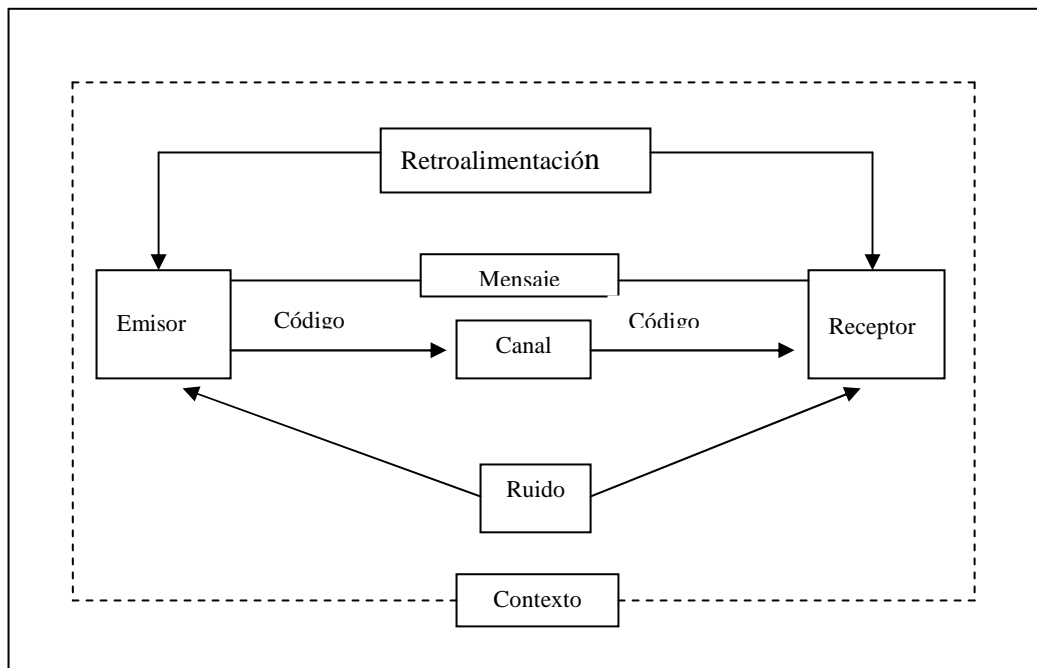 Retroalimentación
Mensaje
Emisor
Código
Canal
Código
Receptor
Ruido
Contexto